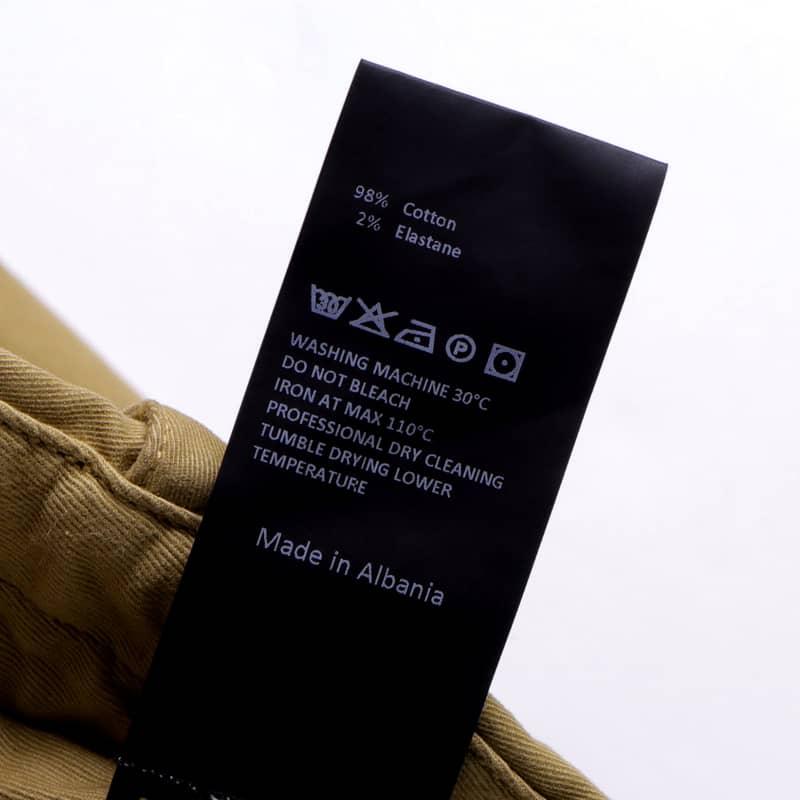 98% Cotton
2% Elastane
30 P
WASHING MACHINE 30°C
DO NOT BLEACH
IRON AT MAX 110°C
PROFESSIONAL DRY CLEANING
TUMBLE DRYING LOWER
TEMPERATURE
Made in Albania